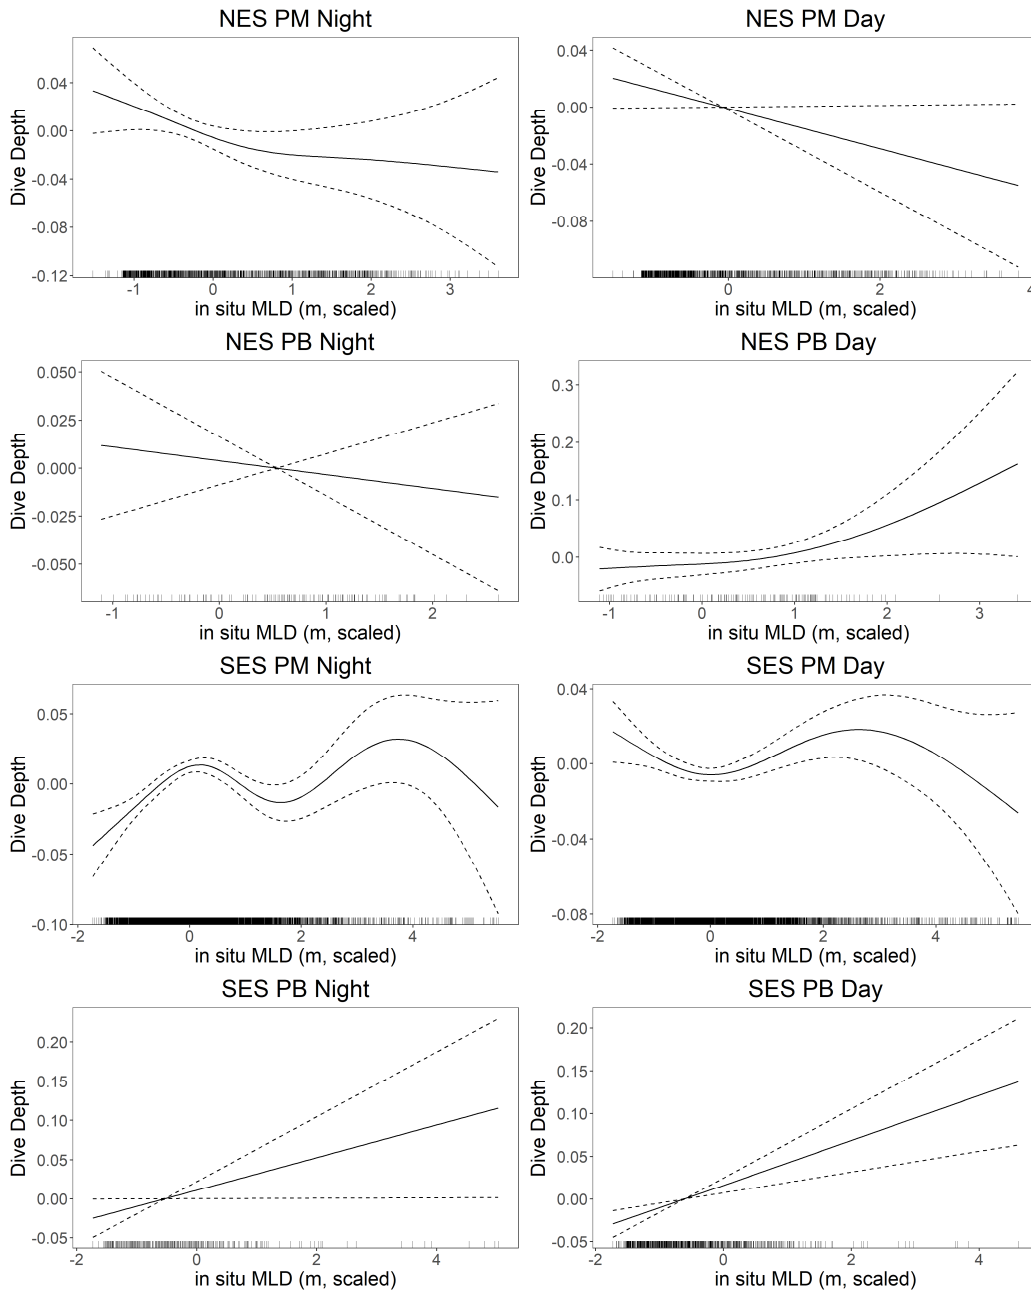 NES PM Night
0.04
0.00
-0.04
-0.08
-0.12
Dive Depth
-1
0
1
2
3
in situ MLD (m, scaled)
NES PM Day
0.04
0.00
-0.04
-0.08
Dive Depth
0
2
4
in situ MLD (m, scaled)
NES PB Night
0.050
0.025
0.000
-0.025
-0.050
Dive Depth
-1
0
1
2
in situ MLD (m, scaled)
NES PB Day
0.3
0.2
0.1
0.0
Dive Depth
-1
0
1
2
3
in situ MLD (m, scaled)
SES PM Night
0.05
0.00
-0.05
-0.10
Dive Depth
-2
0
2
4
in situ MLD (m, scaled)
SES PM Day
0.04
0.00
-0.04
-0.08
Dive Depth
-2
0
2
4
in situ MLD (m, scaled)
SES PB Night
0.20
0.15
0.10
0.05
0.00
-0.05
Dive Depth
-2
0
2
4
in situ MLD (m, scaled)
SES PB Day
0.20
0.15
0.10
0.05
0.00
-0.05
Dive Depth
-2
0
2
4
in situ MLD (m, scaled)